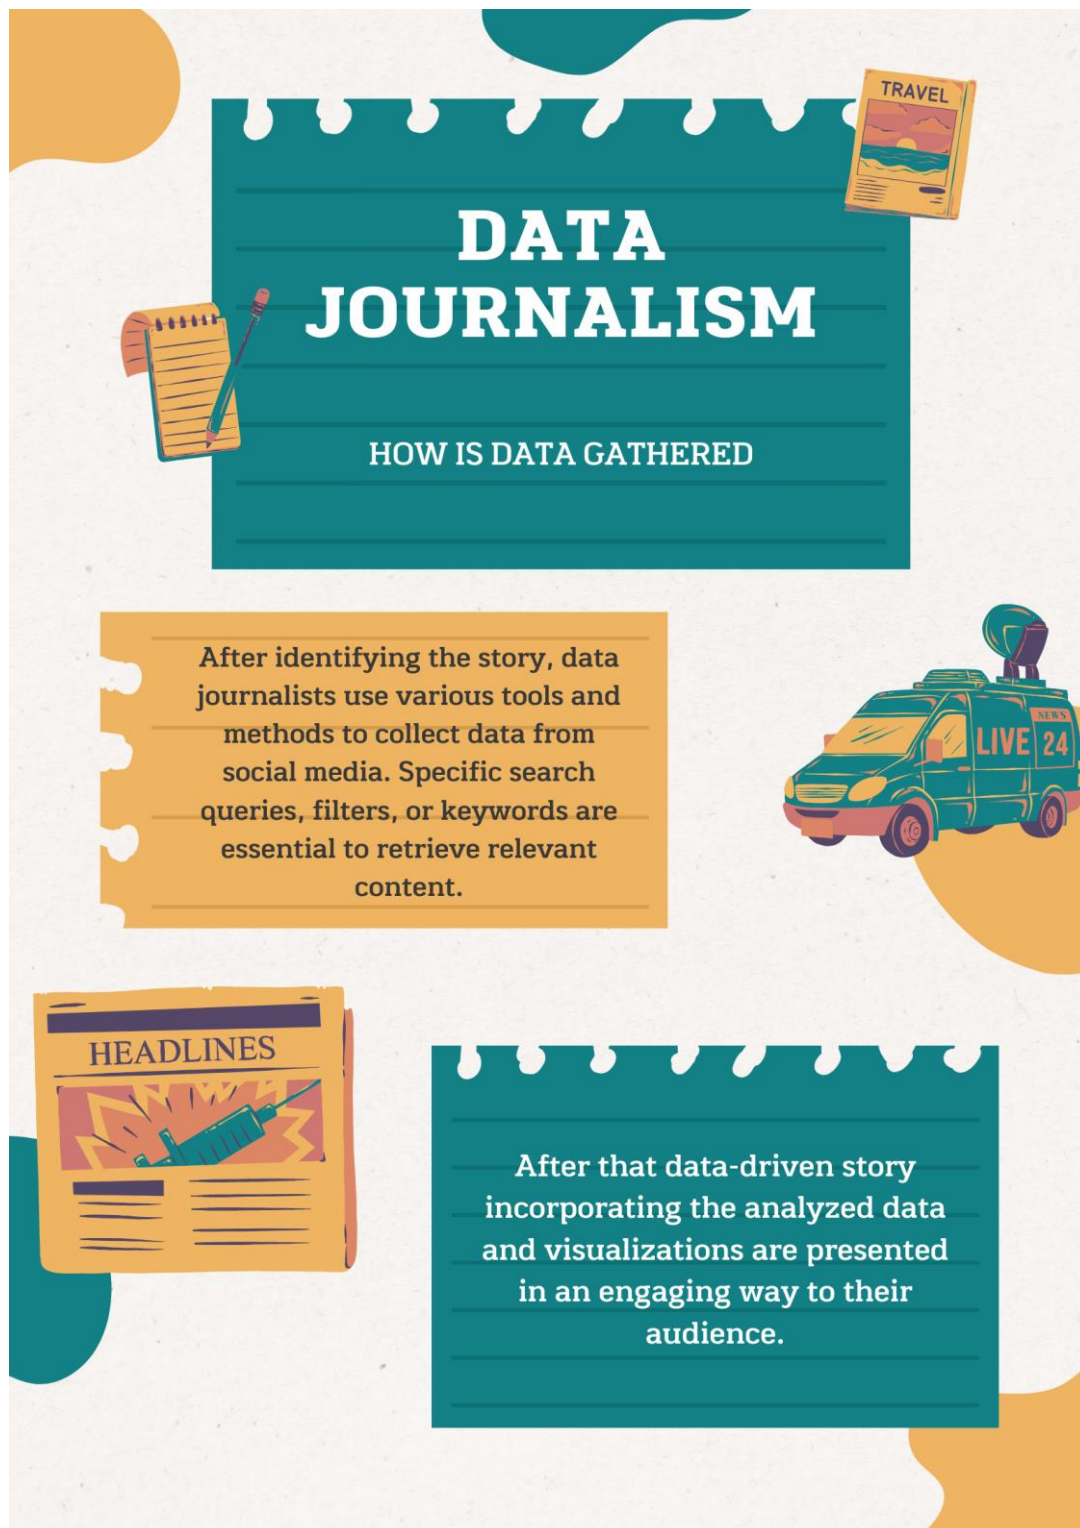 TRAVEL
DATA
JOURNALISM
HOW IS DATA GATHERED
After identifying the story, data
journalists use various tools and
methods to collect data from
social media. Specific search
queries, filters, or keywords are
essential to retrieve relevant
content.
NEWS
LIVE 24
HEADLINES
After that data-driven story
incorporating the analyzed data
and visualizations are presented
in an engaging way to their
audience.